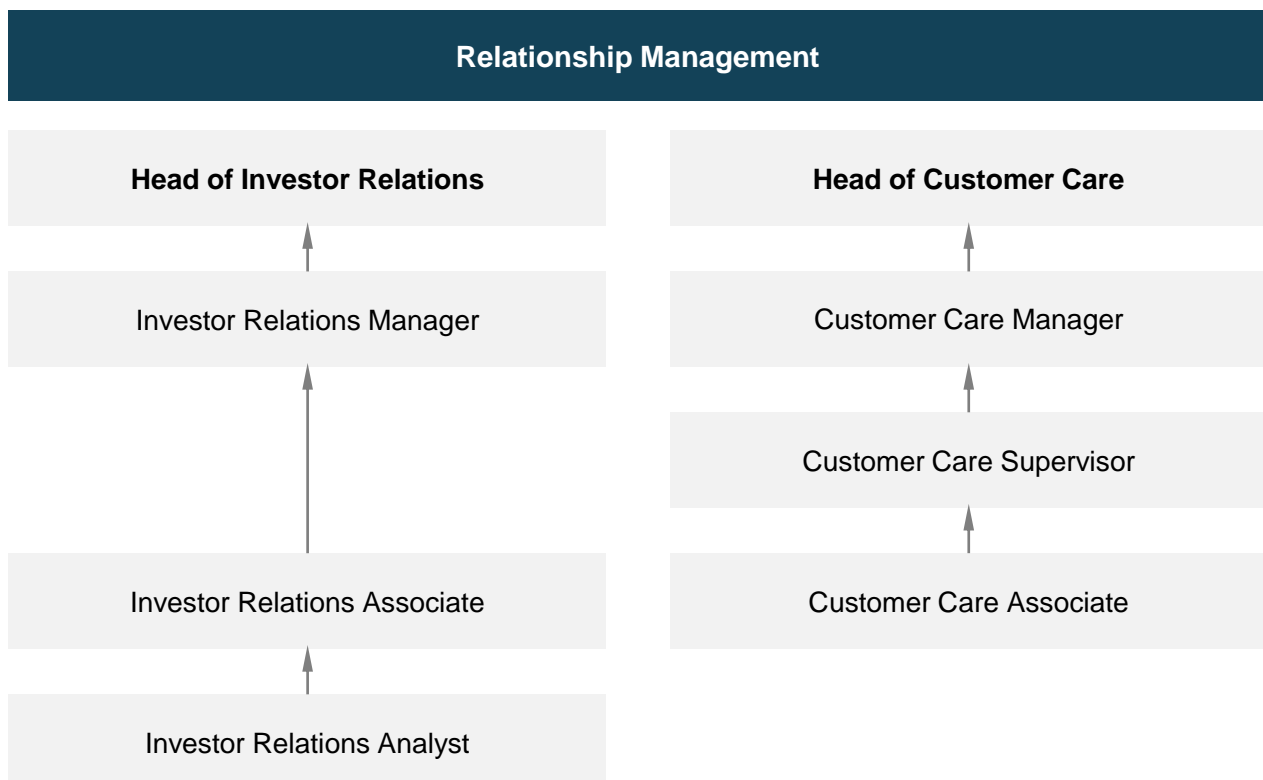 Relationship Management
Head of Investor Relations
Investor Relations Manager
Investor Relations Associate
Investor Relations Analyst
Head of Customer Care
Customer Care Manager
Customer Care Supervisor
Customer Care Associate